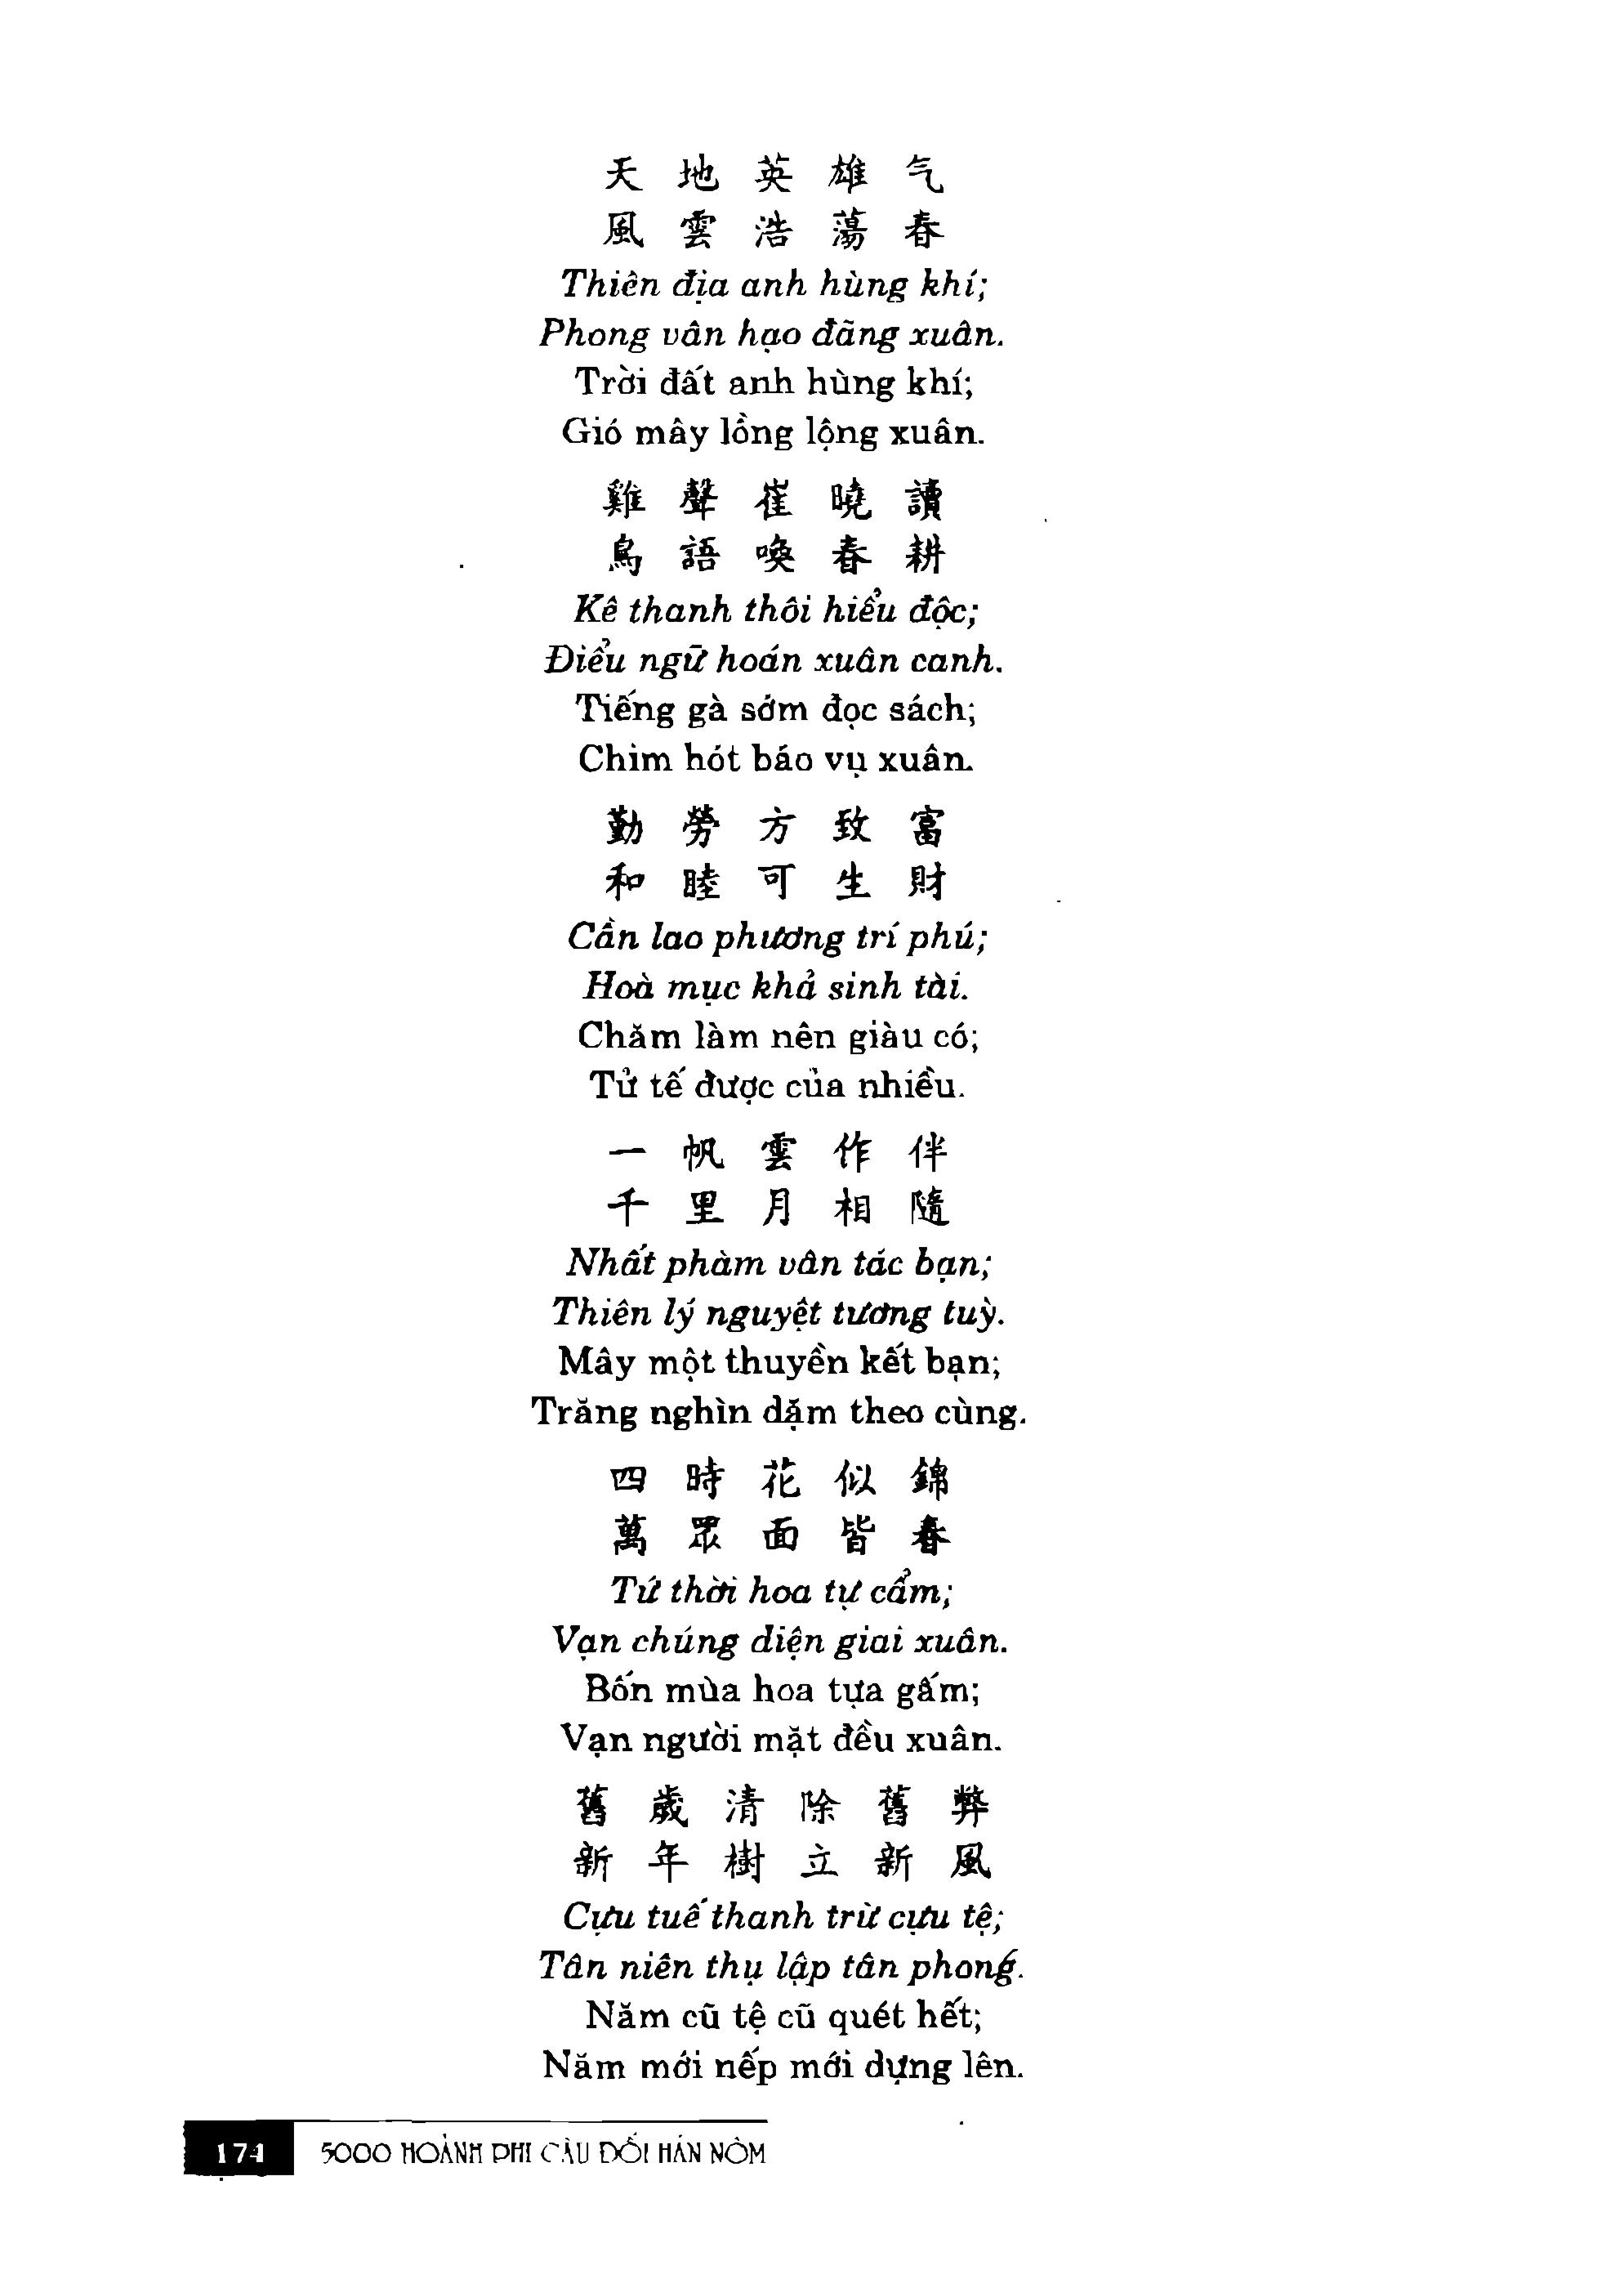 天 地 英 雄 气
風 雲 浩 蕩 春
Thiên địa anh hùng khí;
Phong vân hạo đãng xuân.
Trời đất anh hùng khí;
Gió mây lồng lộng xuân.
雞 聲 崔 曉 讀
鳥 語 喚 春 耕
Kê thanh thôi hiểu độc;
Điểu ngữ hoán xuân canh.
Tiếng gà sớm đọc sách;
Chim hót báo vụ xuân.
勤 勞 方 致 富
和 睦 可 生 財
Cần lao phương trí phú;
Hoà mục khả sinh tài.
Chăm làm nên giàu có;
Tử tế được của nhiều.
一 帆 雲 作 伴
千 里 月 相 隨
Nhất phàm vân tác bạn;
Thiên lý nguyệt tương tuỳ.
Mây một thuyền kết bạn;
Trăng nghìn dặm theo cùng.
四 時 花 似 錦
萬 眾 面 皆 春
Tứ thời hoa tự cẩm;
Vạn chúng diện giai xuân.
Bốn mùa hoa tựa gấm;
Vạn người mặt đều xuân.
舊 歲 清 除 舊 弊
新 年 樹 立 新 風
Cựu tuế thanh trừ cựu tệ;
Tân niên thụ lập tân phong.
Năm cũ tệ cũ quét hết;
Năm mới nếp mới dựng lên.
174 5000 HOÀNH PHI CÂU ĐỐI HÁN NÔM